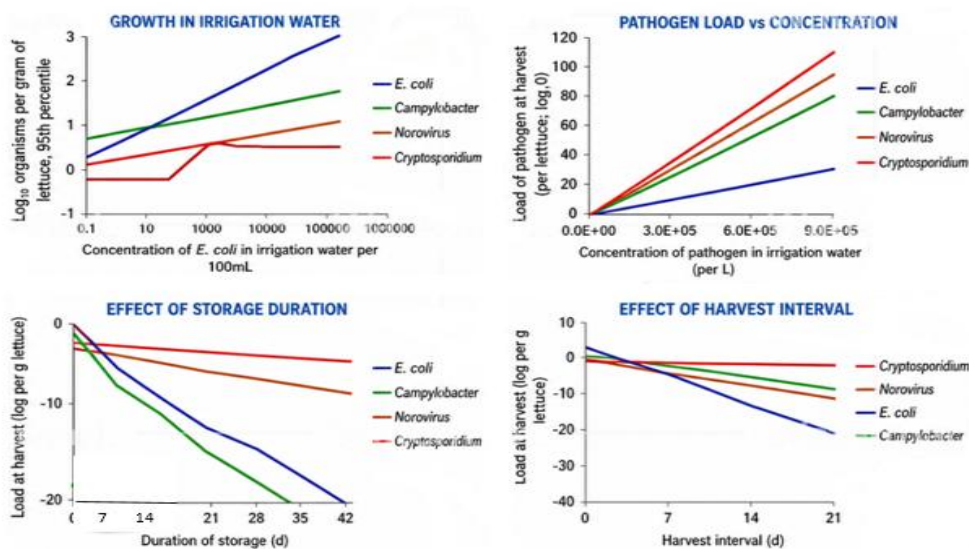 GROWTH IN IRRIGATION WATER
Log₁₀ organisms per gram of
lettuce, 95th percentile
3
2
1
0
-1
0.1
10
1000
10000
100000
1000000
Concentration of E. coli in irrigation water per
100mL
E. coli
Campylobacter
Norovirus
Cryptosporidium
PATHOGEN LOAD vs CONCENTRATION
Load of pathogen at harvest
(per letttuce; log,0)
120
100
80
60
40
20
0
0.0E+00
3.0E+05
6.0E+05
9.0E+05
Concentration of pathogen in irrigation water
(per L)
E. coli
Campylobacter
Norovirus
Cryptosporidium
EFFECT OF STORAGE DURATION
Load at harvest (log per g lettuce)
0
-10
-20
7
14
21
28
35
42
Duration of storage (d)
E. coli
Campylobacter
Norovirus
Cryptosporidium
EFFECT OF HARVEST INTERVAL
Load at harvest (log per g
lettuce)
10
0
-10
-20
-30
-40
0
7
14
21
Harvest interval (d)
Cryptosporidium
Norovirus
E. coli
Campylobacter